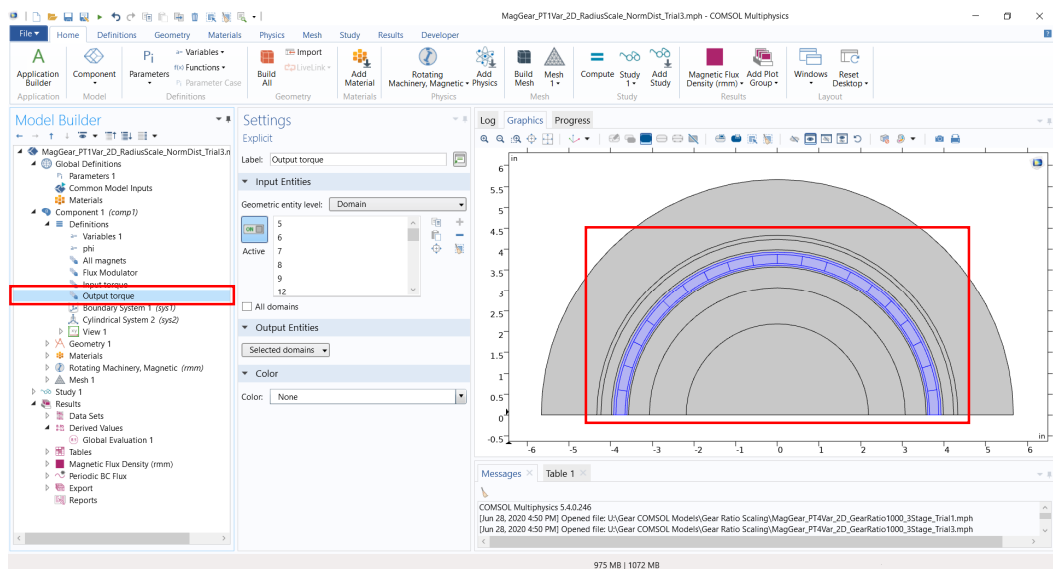 MagGear_PT1Var_2D_RadiusScale_NormDist_Trial3.mph - COMSOL Multiphysics
File Home Definitions Geometry Materials Physics Mesh Study Results Developer
Application Builder
Application
Component
Model
Pi
Parameters
a= Variables
f(x) Functions
Pi Parameter Case
Definitions
Build All
Import
LiveLink
Geometry
Add Material
Materials
Rotating Machinery, Magnetic
Add Physics
Physics
Build Mesh
Mesh 1
Mesh
Compute
Study 1
Add Study
Study
Magnetic Flux Density (rmm)
Add Plot Group
Results
Windows
Reset Desktop
Layout
Model Builder
MagGear_PT1Var_2D_RadiusScale_NormDist_Trial3.n
Global Definitions
Pi Parameters 1
Common Model Inputs
Materials
Component 1 (comp1)
Definitions
a= Variables 1
a= phi
All magnets
Flux Modulator
Input torque
Output torque
Boundary System 1 (sys1)
Cylindrical System 2 (sys2)
View 1
Geometry 1
Materials
Rotating Machinery, Magnetic (rmm)
Mesh 1
Study 1
Results
Data Sets
Derived Values
Global Evaluation 1
Tables
Magnetic Flux Density (rmm)
Periodic BC Flux
Export
Reports
Settings
Explicit
Label: Output torque
Input Entities
Geometric entity level: Domain
ON
Active
5
6
7
8
9
12
All domains
Output Entities
Selected domains
Color
Color: None
Log Graphics Progress
in
6
5.5
5
4.5
4
3.5
3
2.5
2
1.5
1
0.5
0
-0.5
-6 -5 -4 -3 -2 -1 0 1 2 3 4 5 6
in
Messages Table 1
COMSOL Multiphysics 5.4.0.246
[Jun 28, 2020 4:50 PM] Opened file: U:\Gear COMSOL Models\Gear Ratio Scaling\MagGear_PT4Var_2D_GearRatio1000_3Stage_Trial1.mph
[Jun 28, 2020 4:50 PM] Opened file: U:\Gear COMSOL Models\Gear Ratio Scaling\MagGear_PT4Var_2D_GearRatio1000_3Stage_Trial3.mph
975 MB | 1072 MB